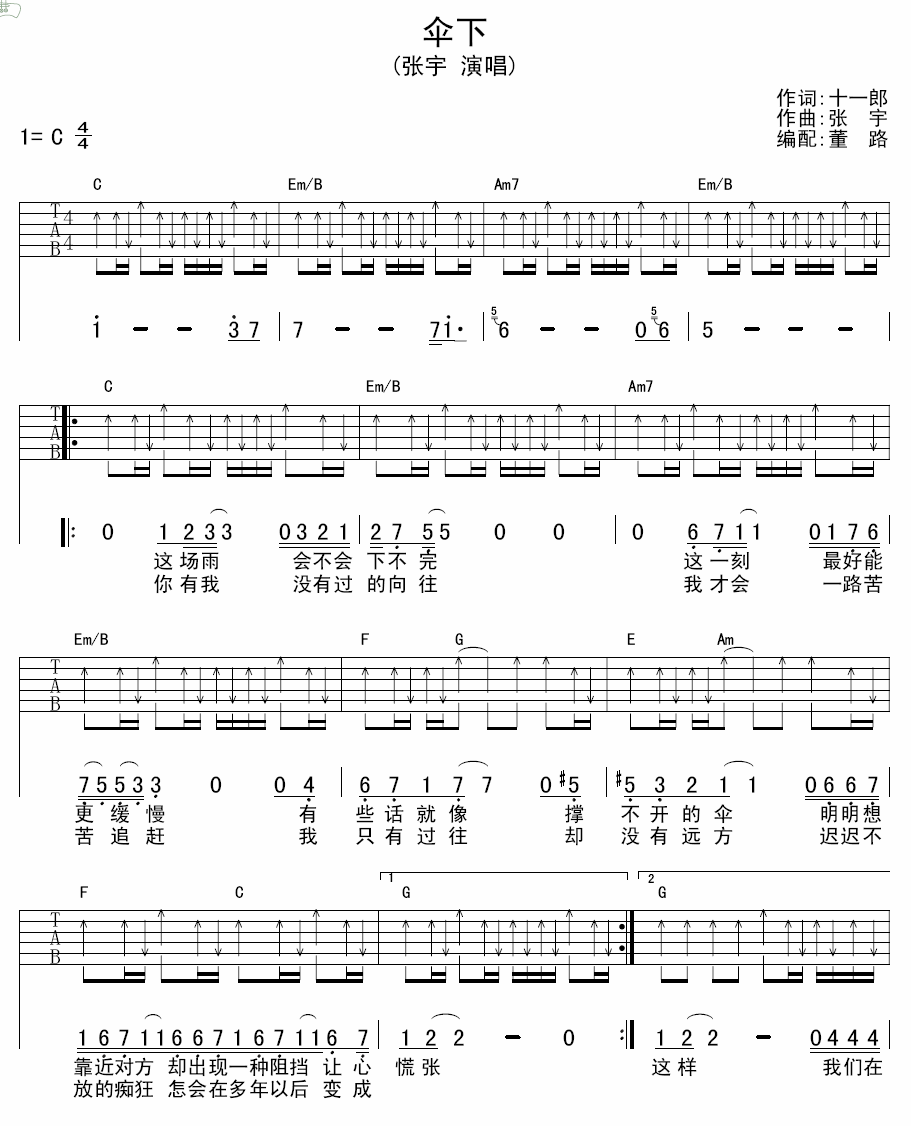 伞下
(张宇 演唱)
作词:十一郎
作曲:张 宇
编配:董 路
1= C 4/4
C Em/B Am7 Em/B
T A B 4 4
1 - - 3 7 7 - - 7 1· 5 6 - - 0 5 6 5 - - -
C Em/B Am7
T A B
0 1 2 3 3 0 3 2 1 2 7 5 5 0 0 0 6 7 1 1 0 1 7 6
这场雨 会不会 下不 完 这一刻 最好能
你有我 没有过 的向 往 我才会 一路苦
Em/B F G E Am
T A B
7 5 5 3 3 0 0 4 6 7 1 7 7 0 #5 #5 3 2 1 1 0 6 6 7
更 缓 慢 有 些 话 就 像 撑 不 开 的 伞 明明想
苦 追 赶 我 只 有 过 往 却 没 有 远 方 迟迟不
F C 1 G 2 G
T A B
1 6 7 1 1 6 6 7 1 6 7 1 1 6 7 1 2 2 - 0 1 2 2 - 0 4 4 4
靠近对方 却出现一种阻挡 让 心 慌 张 这 样 我们在
放的痴狂 怎会在多年以后 变 成